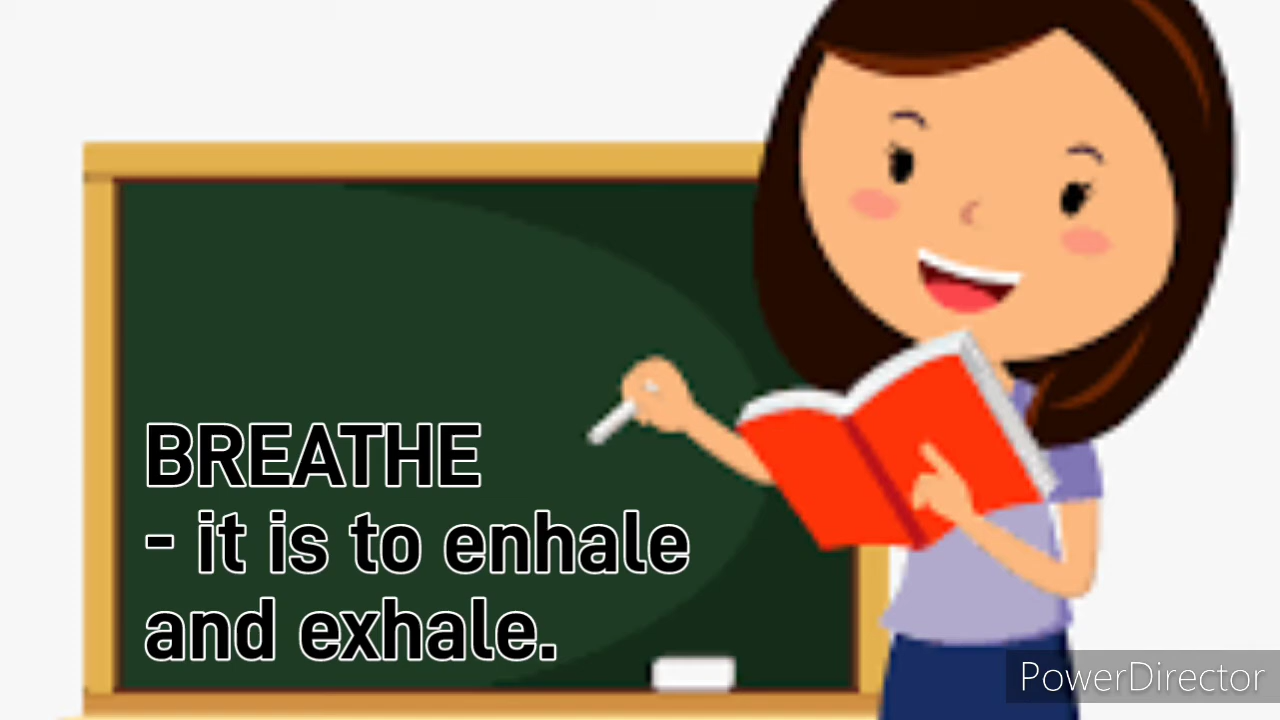 BREATHE
- it is to enhale
and exhale.
PowerDirector